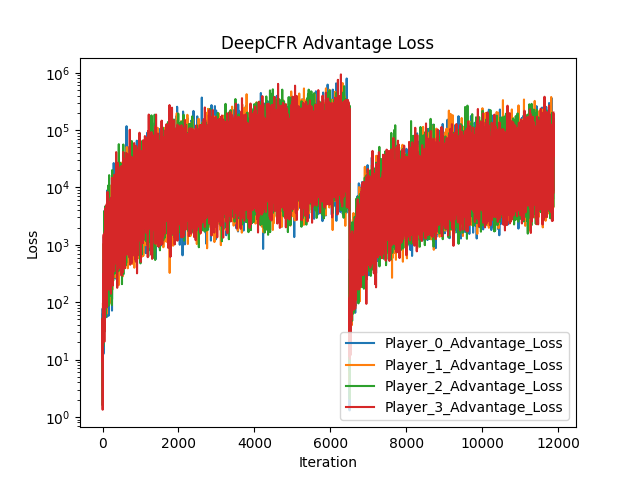 DeepCFR Advantage Loss
Loss
10^6
10^5
10^4
10^3
10^2
10^1
10^0
0 2000 4000 6000 8000 10000 12000
Iteration
Player_0_Advantage_Loss
Player_1_Advantage_Loss
Player_2_Advantage_Loss
Player_3_Advantage_Loss